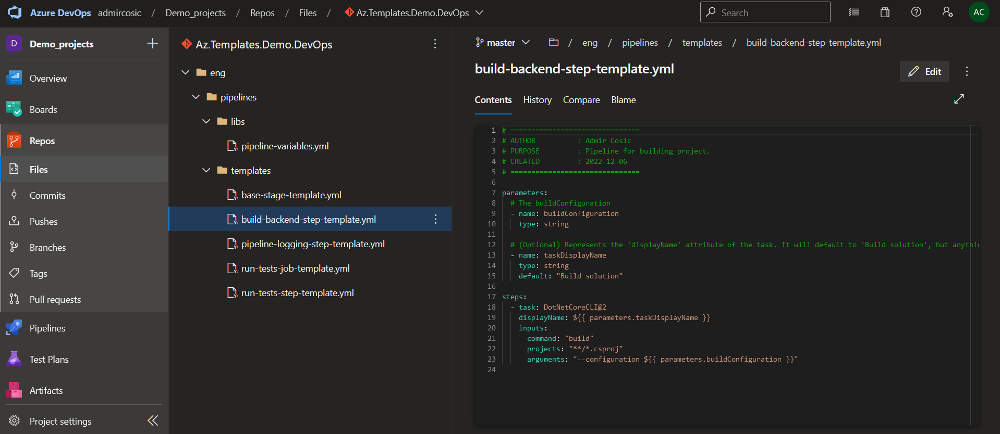 Azure DevOps admircosic / Demo_projects / Repos / Files / Az.Templates.Demo.DevOps
Search
AC
D Demo_projects
Overview
Boards
Repos
Files
Commits
Pushes
Branches
Tags
Pull requests
Pipelines
Test Plans
Artifacts
Project settings
Az.Templates.Demo.DevOps
eng
pipelines
libs
pipeline-variables.yml
templates
base-stage-template.yml
build-backend-step-template.yml
pipeline-logging-step-template.yml
run-tests-job-template.yml
run-tests-step-template.yml
master / eng / pipelines / templates / build-backend-step-template.yml
build-backend-step-template.yml
Edit
Contents History Compare Blame
1 # ===============================
2 # AUTHOR : Admir Cosic
3 # PURPOSE : Pipeline for building project.
4 # CREATED : 2022-12-06
5 # ===============================
6
7 parameters:
8 # The buildConfiguration
9 - name: buildConfiguration
10 type: string
11
12 # (Optional) Represents the 'displayName' attribute of the task. It will default to 'Build solution', but anythin
13 - name: taskDisplayName
14 type: string
15 default: "Build solution"
16
17 steps:
18 - task: DotNetCoreCLI@2
19 displayName: ${{ parameters.taskDisplayName }}
20 inputs:
21 command: "build"
22 projects: "**/*.csproj"
23 arguments: "--configuration ${{ parameters.buildConfiguration }}"
24